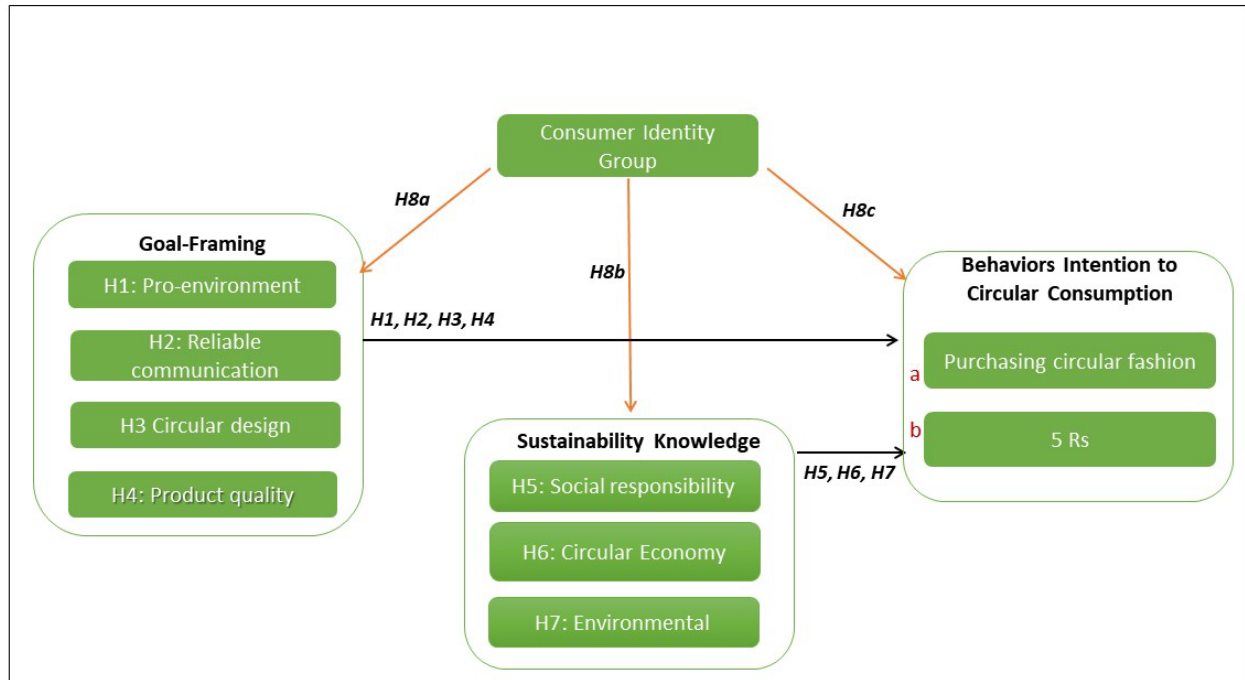 Consumer Identity
Group
H8a
H8c
H8b
Goal-Framing
H1: Pro-environment
H2: Reliable
communication
H3 Circular design
H4: Product quality
H1, H2, H3, H4
Behaviors Intention to
Circular Consumption
a
Purchasing circular fashion
b
5 Rs
Sustainability Knowledge
H5: Social responsibility
H6: Circular Economy
H7: Environmental
H5, H6, H7